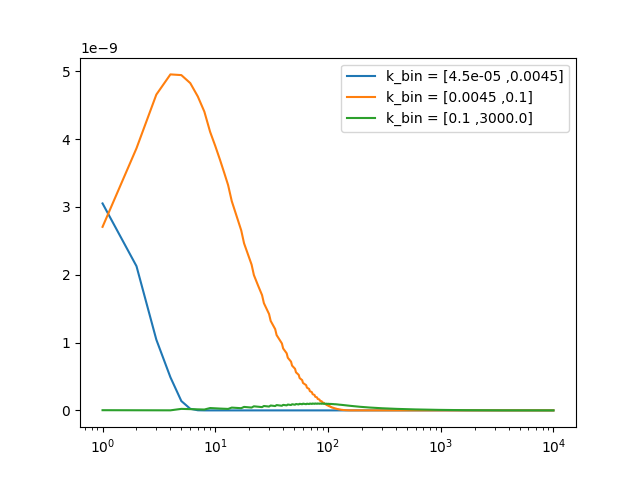 1e−9
k_bin = [4.5e-05 ,0.0045]
k_bin = [0.0045 ,0.1]
k_bin = [0.1 ,3000.0]
5
4
3
2
1
0
10⁰ 10¹ 10² 10³ 10⁴